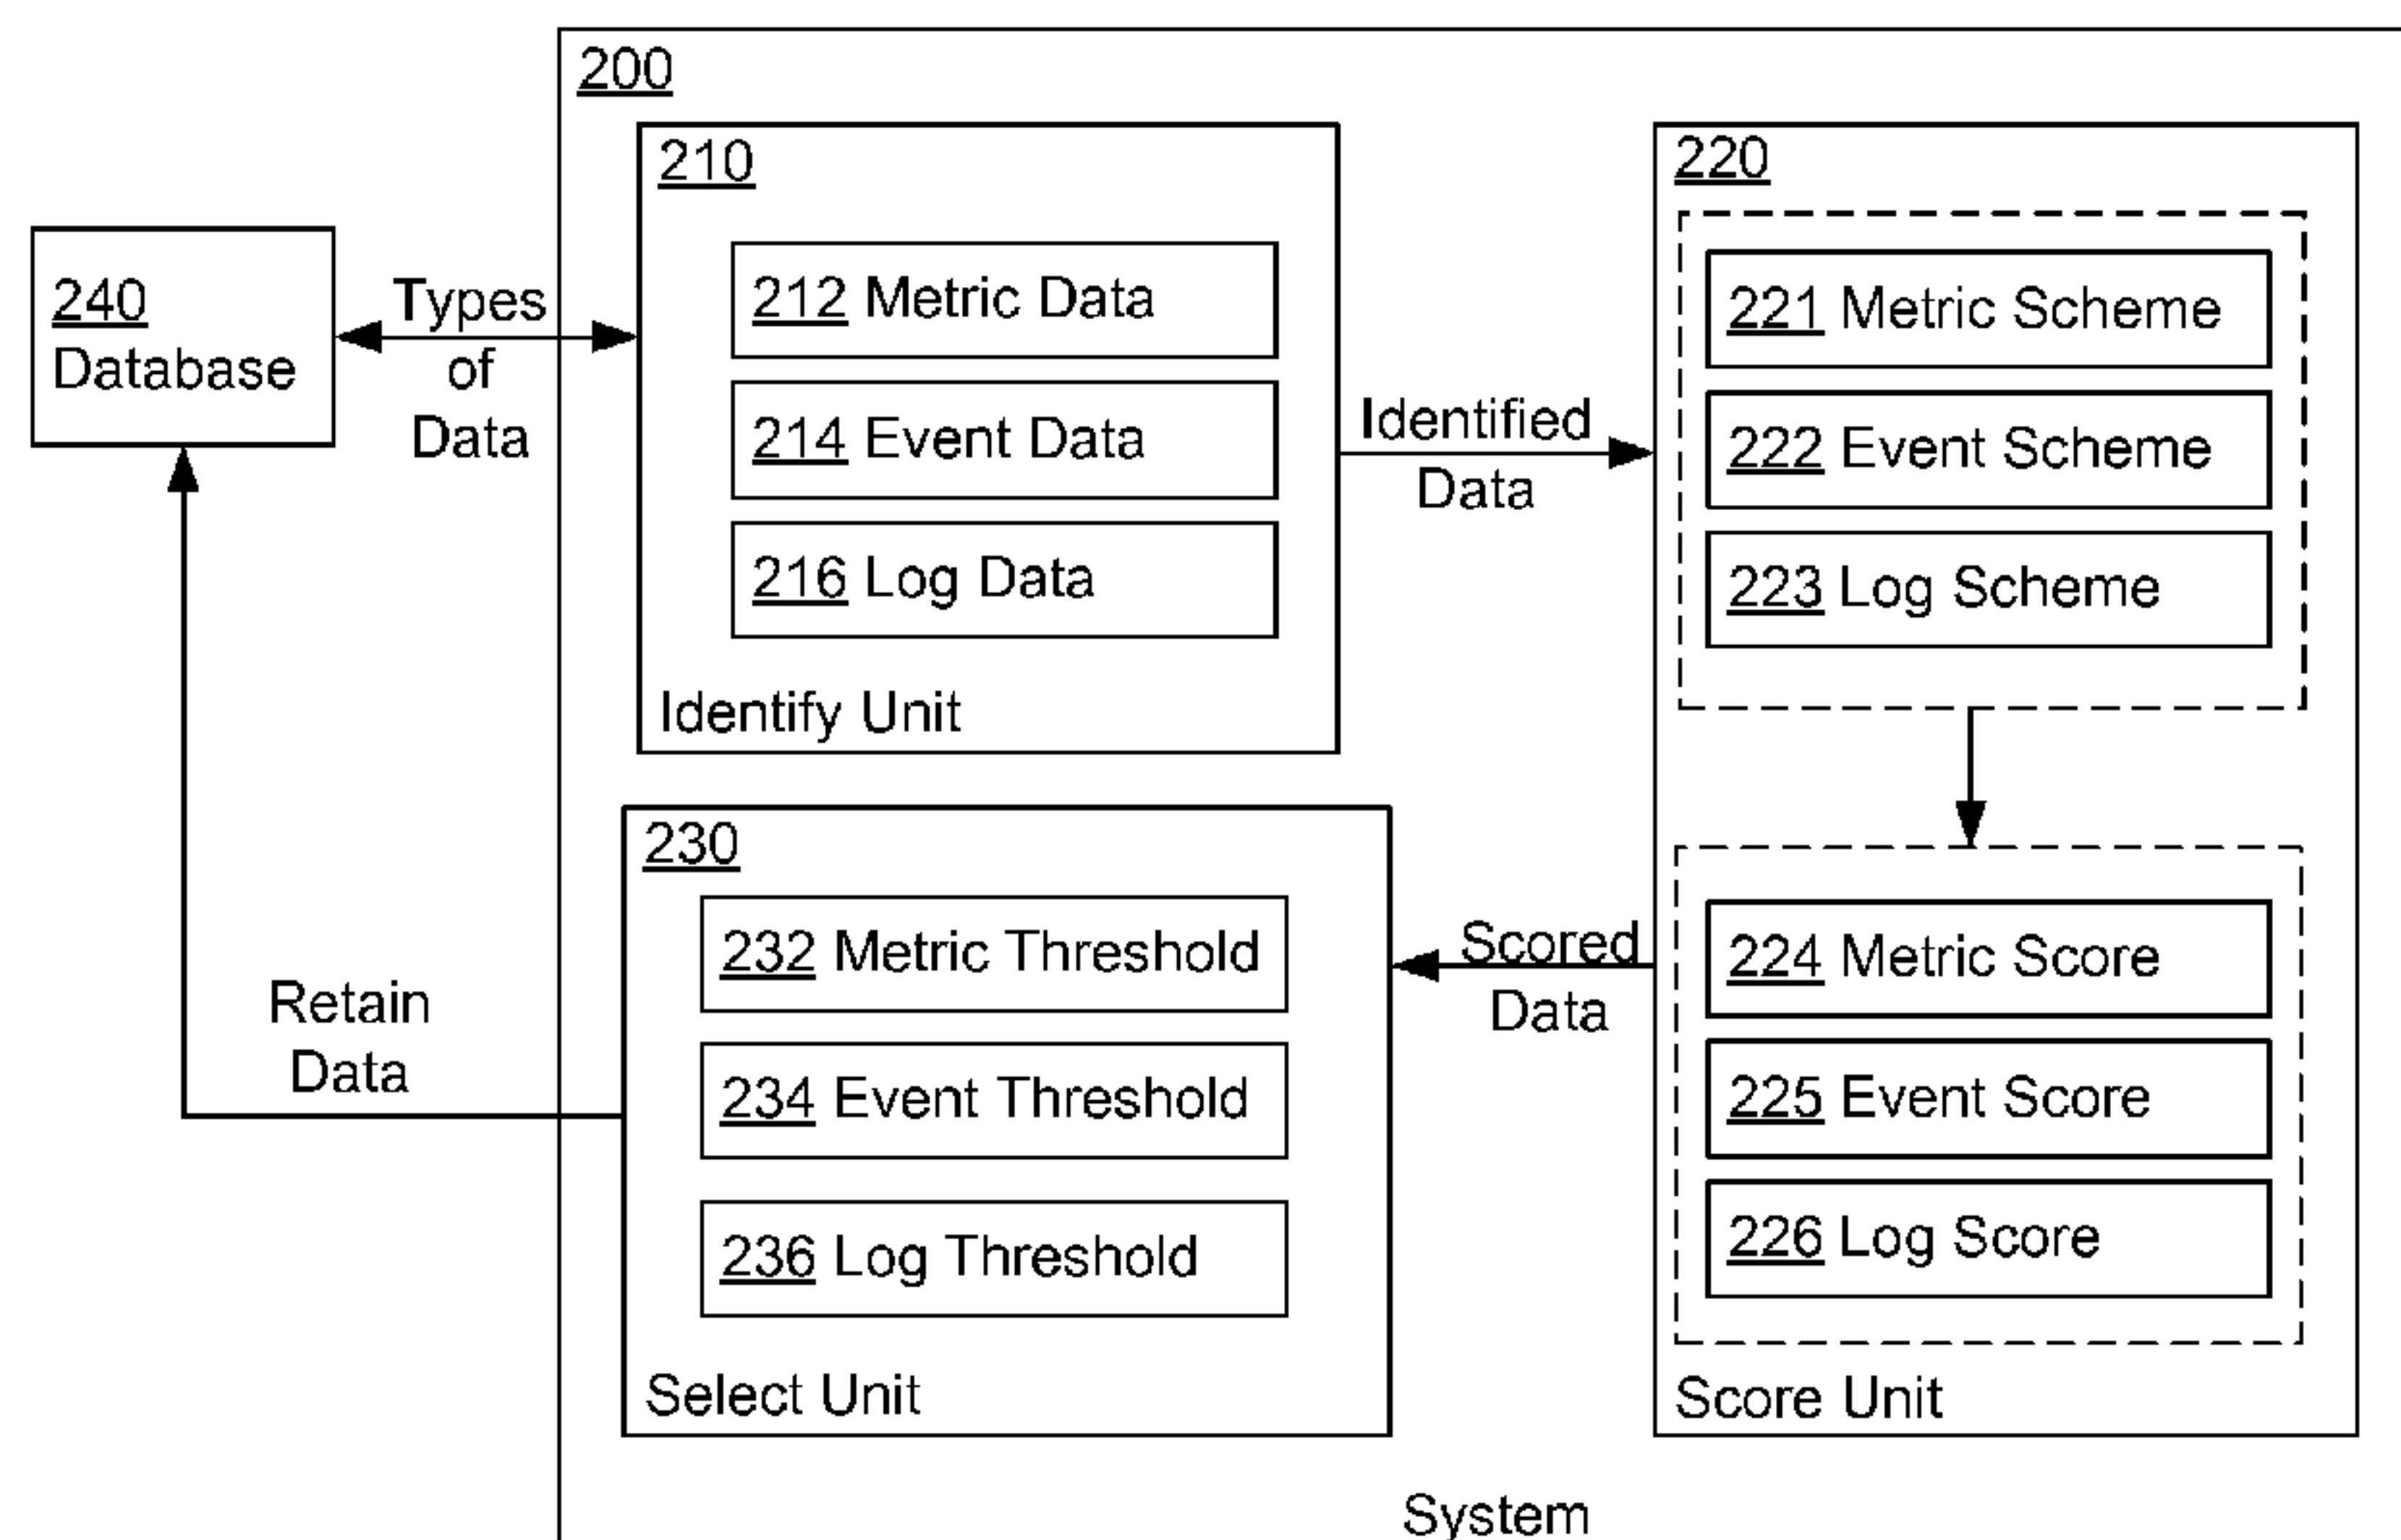 200
210
212 Metric Data
214 Event Data
216 Log Data
Identify Unit
240
Database
Types
of
Data
Identified
Data
220
221 Metric Scheme
222 Event Scheme
223 Log Scheme
224 Metric Score
225 Event Score
226 Log Score
Score Unit
Scored
Data
230
232 Metric Threshold
234 Event Threshold
236 Log Threshold
Select Unit
Retain
Data
System